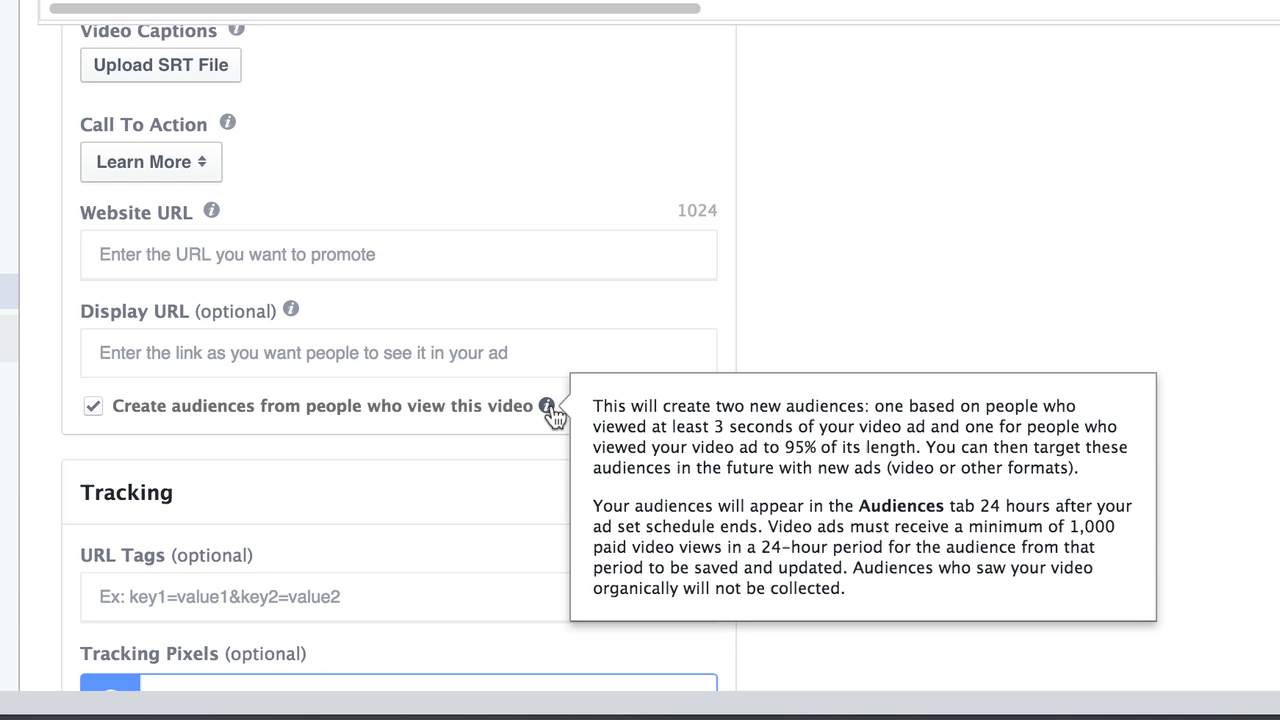 Video Captions
Upload SRT File
Call To Action
Learn More
Website URL
1024
Enter the URL you want to promote
Display URL (optional)
Enter the link as you want people to see it in your ad
Create audiences from people who view this video
This will create two new audiences: one based on people who
viewed at least 3 seconds of your video ad and one for people who
viewed your video ad to 95% of its length. You can then target these
audiences in the future with new ads (video or other formats).
Your audiences will appear in the Audiences tab 24 hours after your
ad set schedule ends. Video ads must receive a minimum of 1,000
paid video views in a 24-hour period for the audience from that
period to be saved and updated. Audiences who saw your video
organically will not be collected.
Tracking
URL Tags (optional)
Ex: key1=value1&key2=value2
Tracking Pixels (optional)